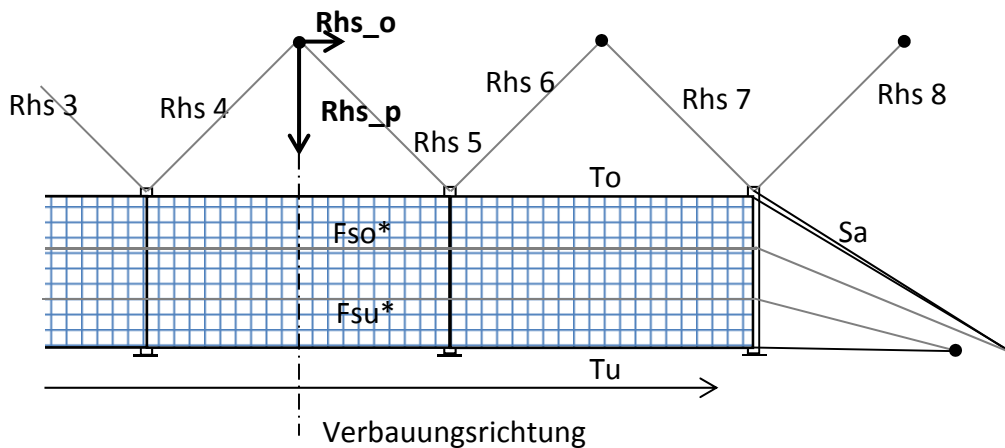 Rhs_o
Rhs 3
Rhs 4
Rhs_p
Rhs 5
Rhs 6
Rhs 7
Rhs 8
To
Fso*
Sa
Fsu*
Tu
Verbauungsrichtung